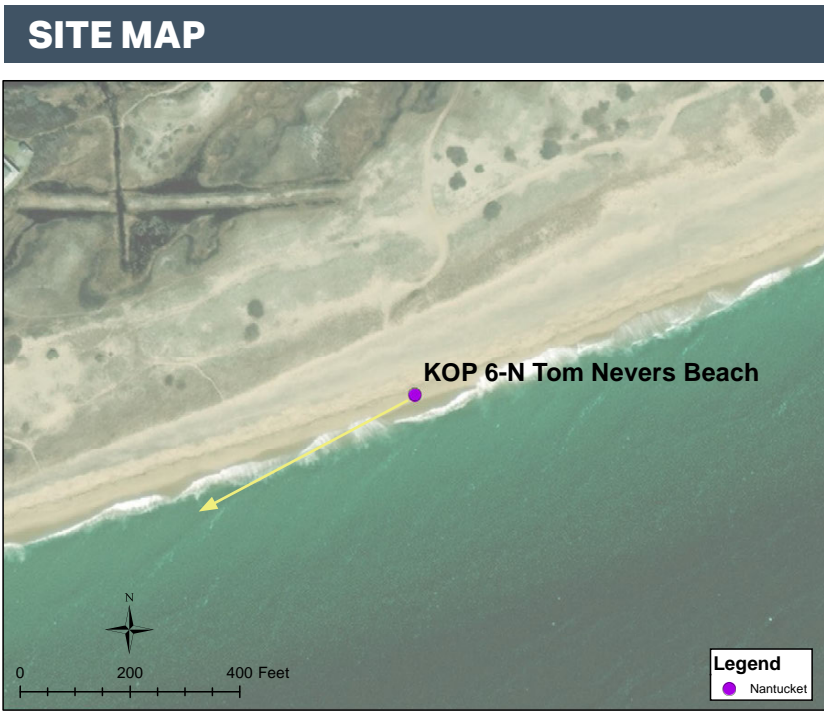 SITE MAP
KOP 6-N Tom Nevers Beach
N
0 200 400 Feet
Legend
Nantucket